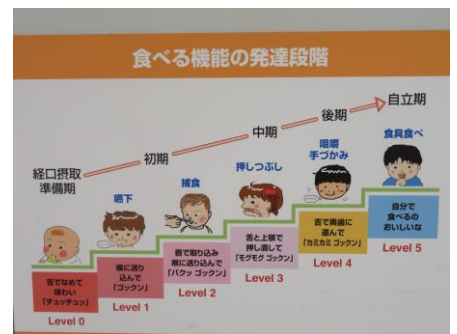 食べる機能の発達段階
経口摂取
準備期
初期
中期
後期
自立期
嚥下
捕食
押しつぶし
咀嚼
手づかみ
食具食べ
舌でなめて
味わい
「チュッチュッ」
Level 0
喉に送り
込んで
「ゴックン」
Level 1
唇で取り込み
喉に送り込んで
「パクッ ゴックン」
Level 2
舌と上顎で
押し潰して
「モグモグ ゴックン」
Level 3
舌で奥歯に
運んで
「カミカミ ゴックン」
Level 4
自分で
食べるの
おいしいな
Level 5